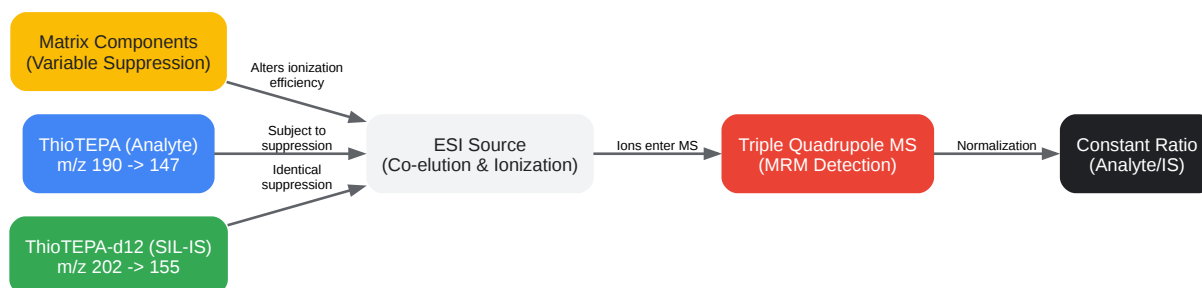 Matrix Components
(Variable Suppression)
Alters ionization
efficiency
ThioTEPA (Analyte)
m/z 190 -> 147
Subject to
suppression
ESI Source
(Co-elution & Ionization)
Ions enter MS
Triple Quadrupole MS
(MRM Detection)
Normalization
Constant Ratio
(Analyte/IS)
Identical
suppression
ThioTEPA-d12 (SIL-IS)
m/z 202 -> 155